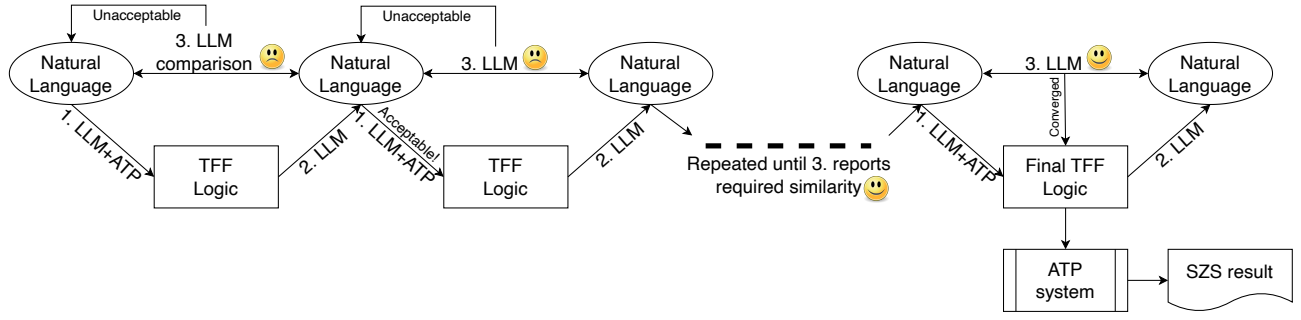 Unacceptable
3. LLM
comparison
Natural
Language
1. LLM+ATP
TFF
Logic
2. LLM
Unacceptable
3. LLM
Natural
Language
Acceptable!
1. LLM+ATP
TFF
Logic
2. LLM
Natural
Language
Repeated until 3. reports
required similarity
Natural
Language
3. LLM
Converged
Natural
Language
1. LLM+ATP
Final TFF
Logic
2. LLM
ATP
system
SZS result